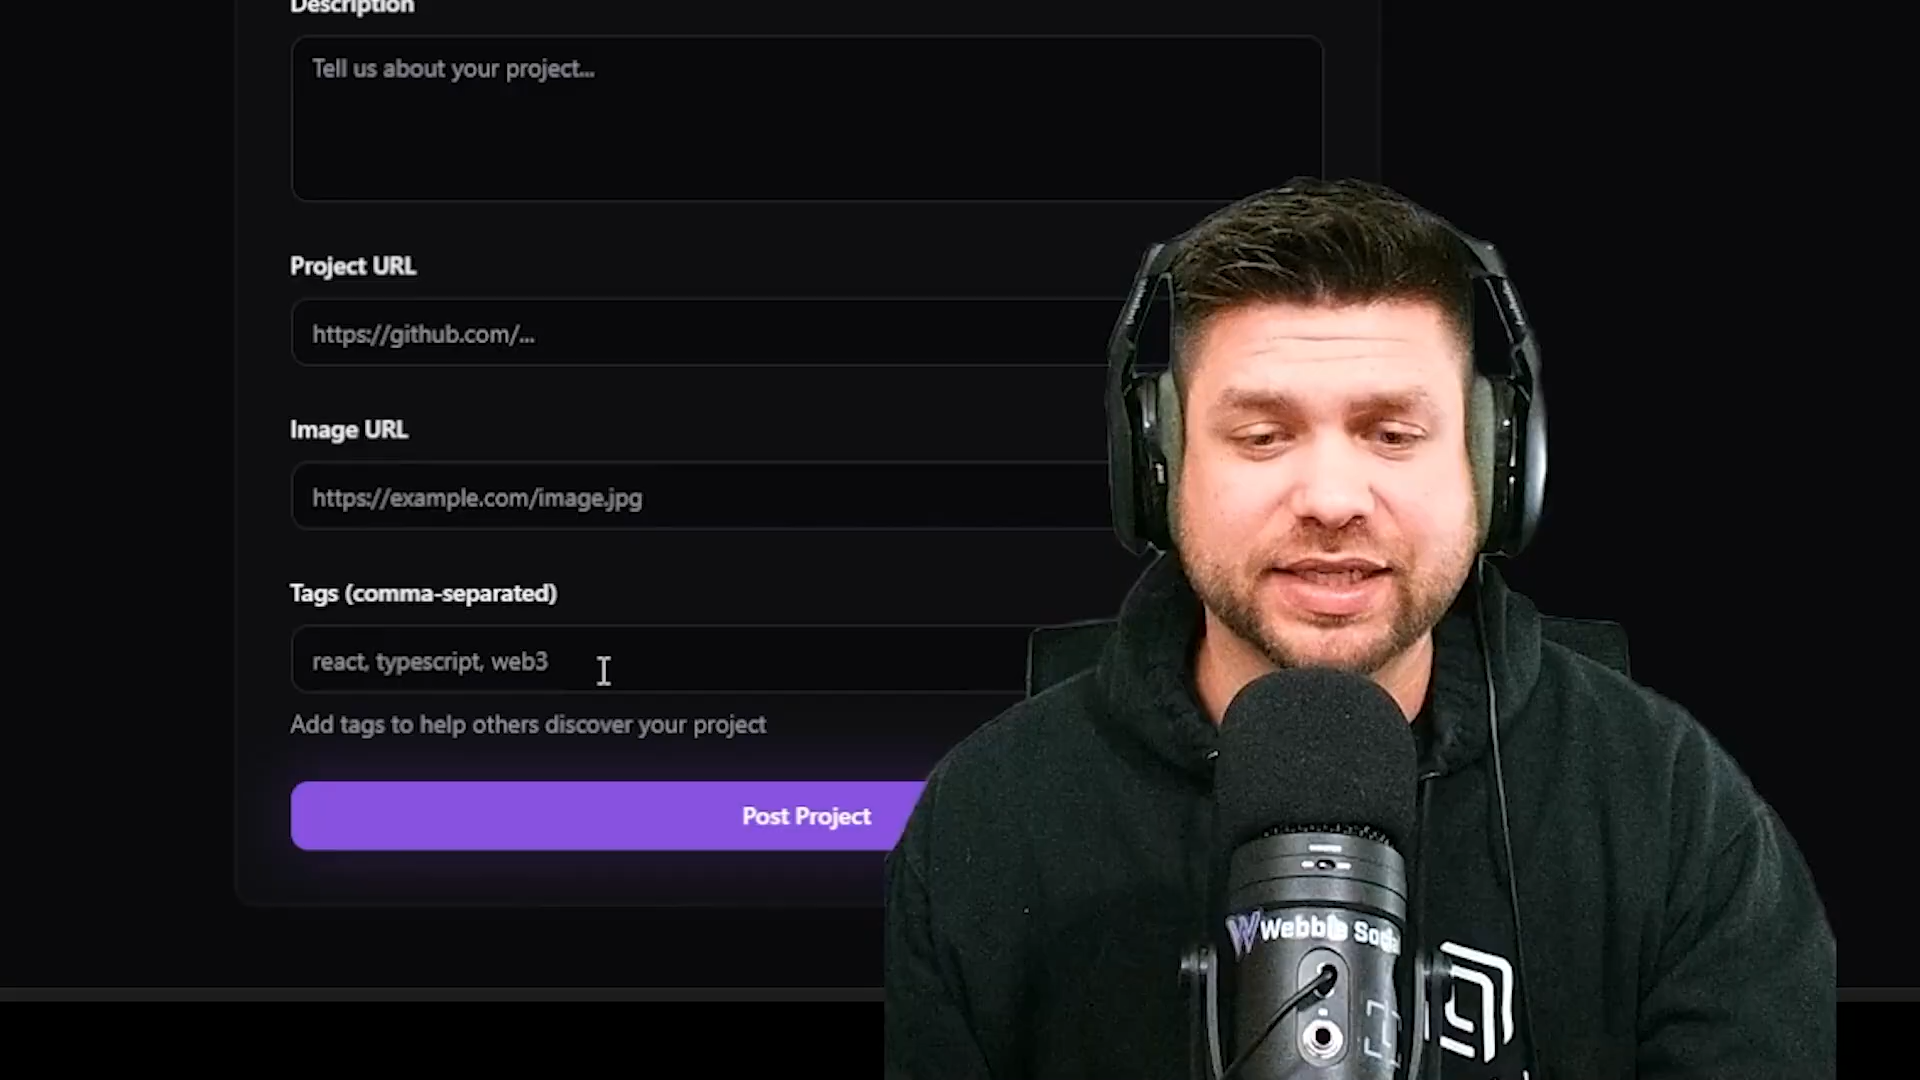 Description
Tell us about your project...
Project URL
https://github.com/...
Image URL
https://example.com/image.jpg
Tags (comma-separated)
react, typescript, web3
Add tags to help others discover your project
Post Project
Webble